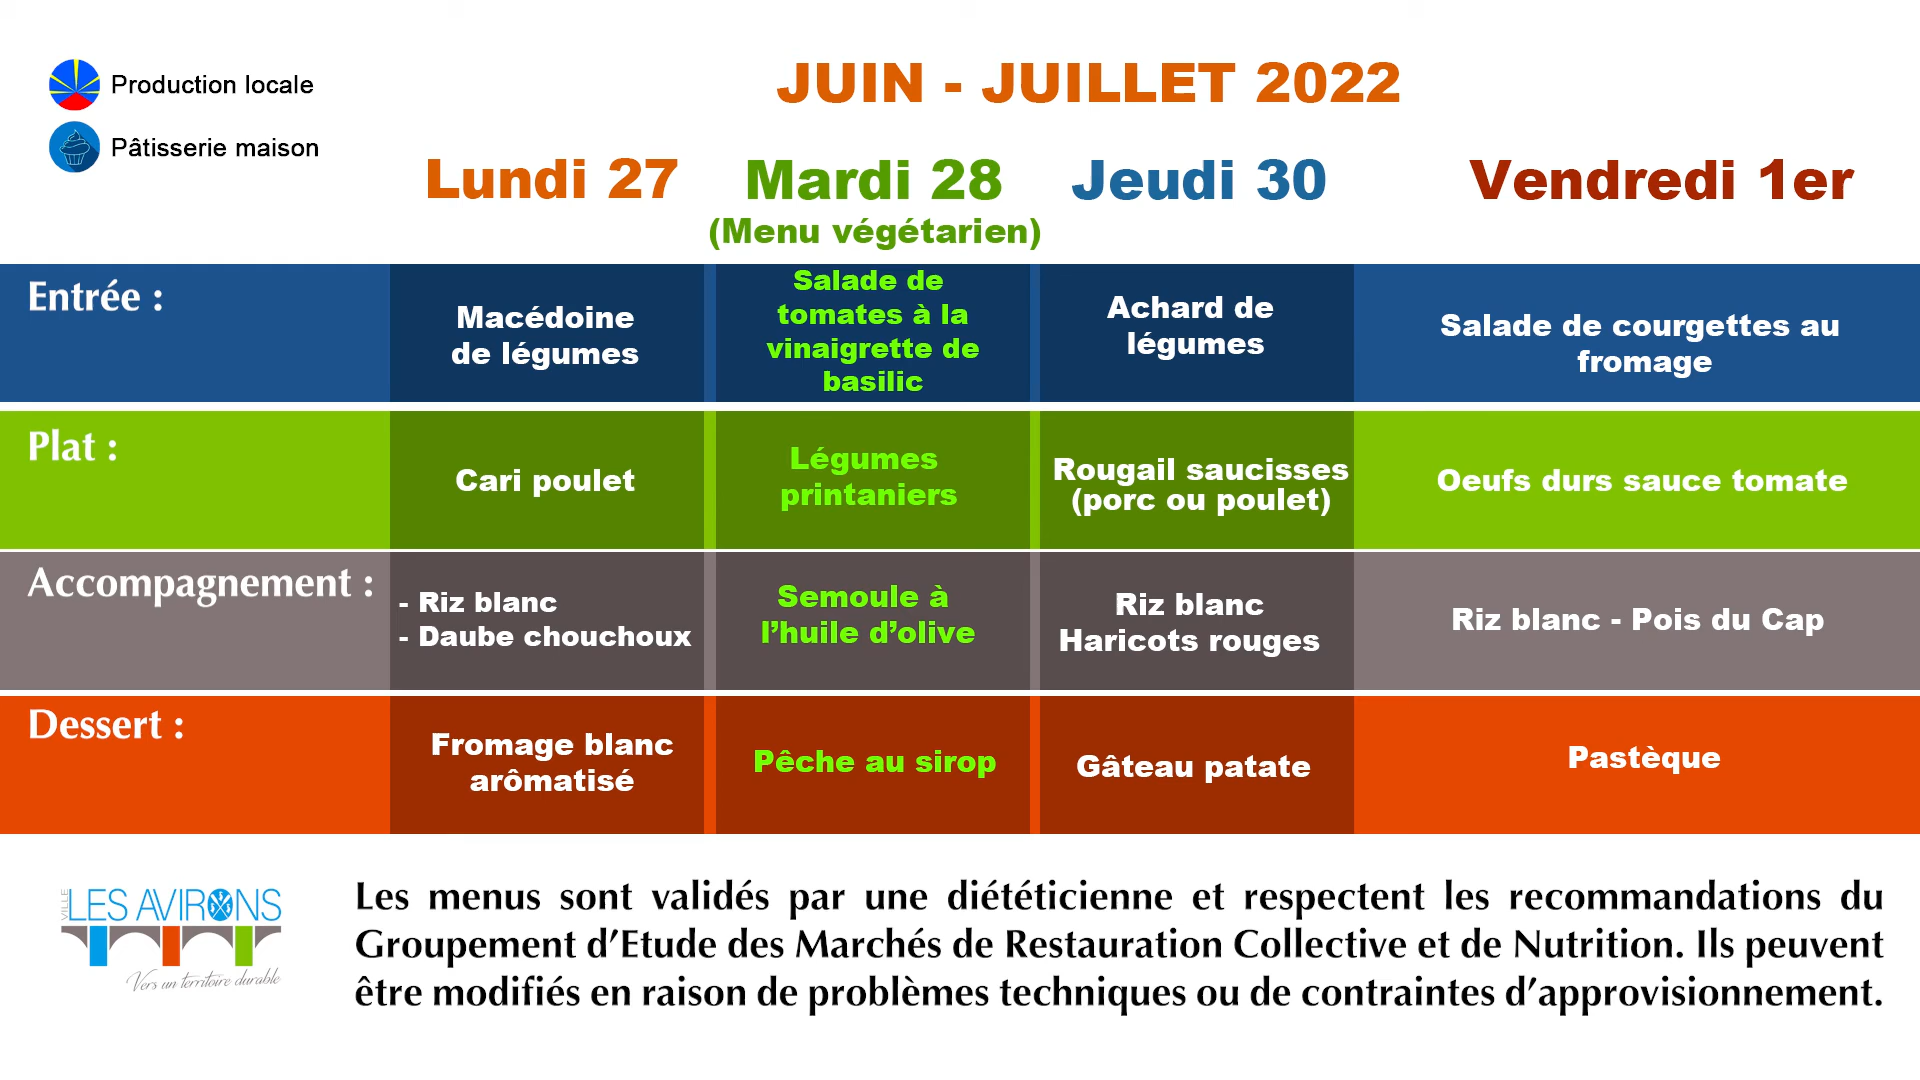 Production locale
Pâtisserie maison
JUIN - JUILLET 2022
Lundi 27
Mardi 28
(Menu végétarien)
Jeudi 30
Vendredi 1er
Entrée :
Macédoine
de légumes
Salade de
tomates à la
vinaigrette de
basilic
Achard de
légumes
Salade de courgettes au
fromage
Plat :
Cari poulet
Légumes
printaniers
Rougail saucisses
(porc ou poulet)
Oeufs durs sauce tomate
Accompagnement :
- Riz blanc
- Daube chouchoux
Semoule à
l’huile d’olive
Riz blanc
Haricots rouges
Riz blanc - Pois du Cap
Dessert :
Fromage blanc
arômatisé
Pêche au sirop
Gâteau patate
Pastèque
VILLE
LES AVIRONS
Vers un territoire durable
Les menus sont validés par une diététicienne et respectent les recommandations du
Groupement d’Etude des Marchés de Restauration Collective et de Nutrition. Ils peuvent
être modifiés en raison de problèmes techniques ou de contraintes d’approvisionnement.